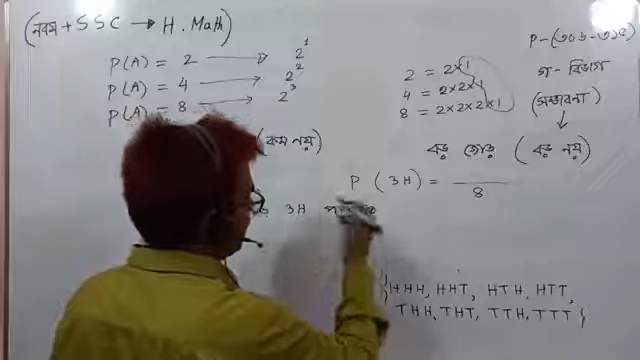 (নবম + SSC → H. Math)
P(A) = 2 → 2¹
P(A) = 4 → 2²
P(A) = 8 → 2³
(কম নয়)
3H
2 = 2×1
4 = 2×2×1
8 = 2×2×2×1
P-(৩০৬-৩১৫)
গ - বিভাগ
(সম্ভাবনা)
↓
বড় জোড় (বড় নয়)
P (3H) = — 8
{HHH, HHT, HTH, HTT,
THH, THT, TTH, TTT}